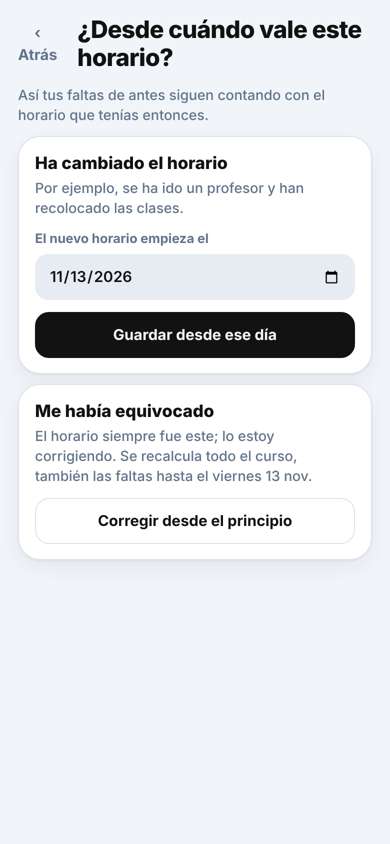 ‹
Atrás
¿Desde cuándo vale este
horario?
Así tus faltas de antes siguen contando con el
horario que tenías entonces.
Ha cambiado el horario
Por ejemplo, se ha ido un profesor y han
recolocado las clases.
El nuevo horario empieza el
11/13/2026
Guardar desde ese día
Me había equivocado
El horario siempre fue este; lo estoy
corrigiendo. Se recalcula todo el curso,
también las faltas hasta el viernes 13 nov.
Corregir desde el principio